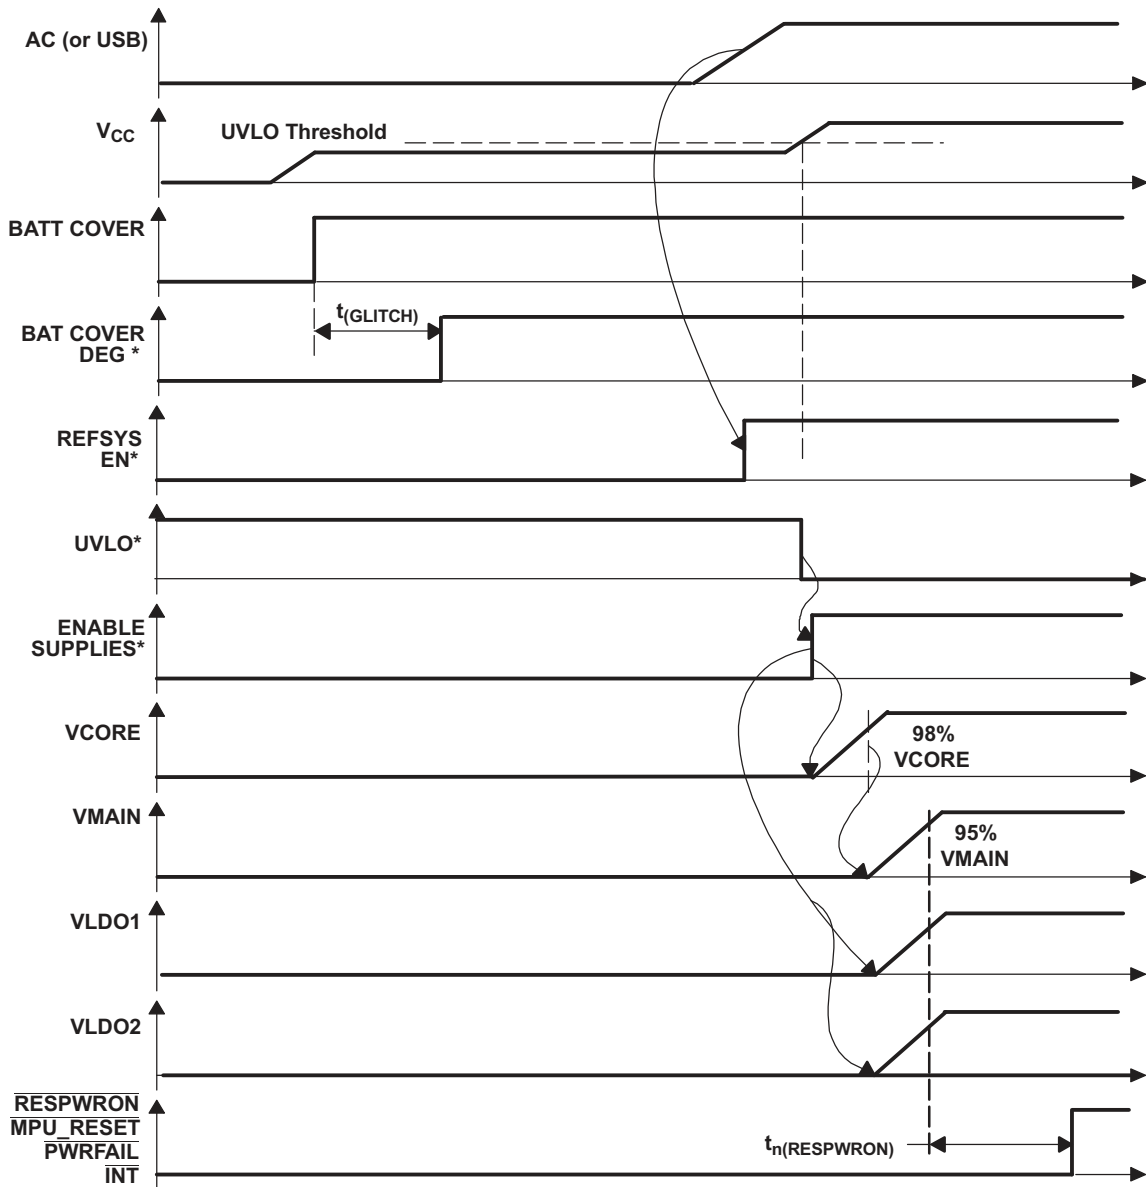 AC (or USB)
VCC
UVLO Threshold
BATT COVER
t(GLITCH)
BAT COVER
DEG *
REFSYS
EN*
UVLO*
ENABLE
SUPPLIES*
VCORE
98%
VCORE
VMAIN
95%
VMAIN
VLDO1
VLDO2
RESPWRON
MPU_RESET
PWRFAIL
INT
tn(RESPWRON)